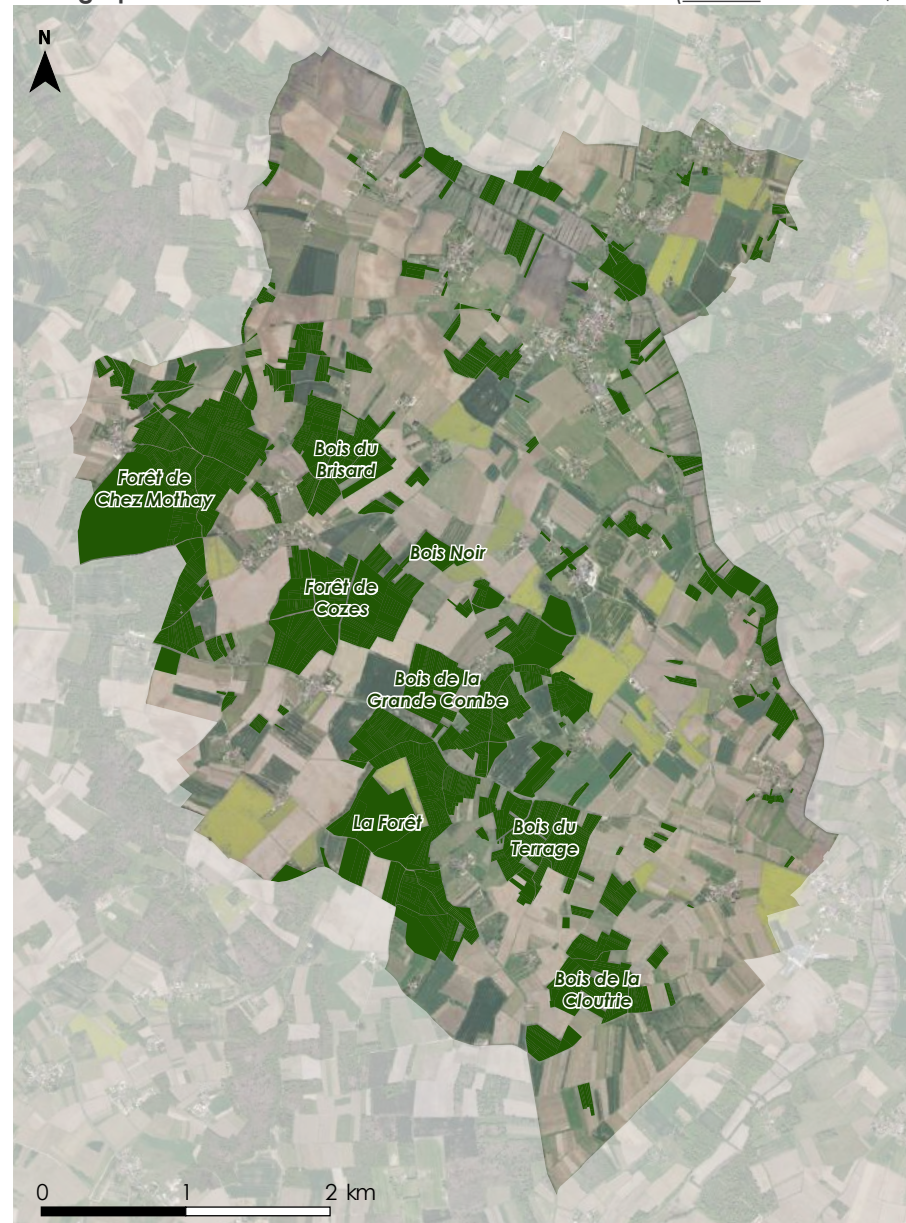 N
Bois du
Brisard
Forêt de
Chez Mothay
Bois Noir
Forêt de
Cozes
Bois de la
Grande Combe
La Forêt
Bois du
Terrage
Bois de la
Cloutrie
0 1 2 km